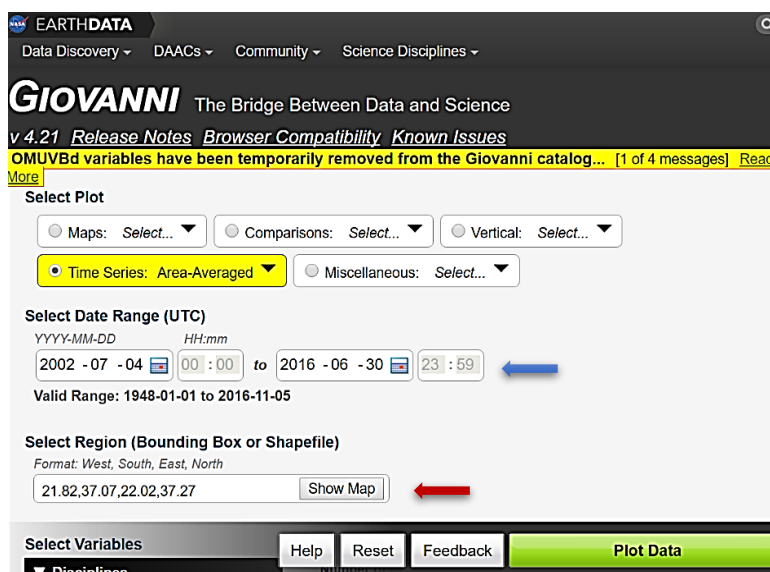 NASA EARTHDATA
Data Discovery DAACs Community Science Disciplines
GIOVANNI The Bridge Between Data and Science
v 4.21 Release Notes Browser Compatibility Known Issues
OMUVBd variables have been temporarily removed from the Giovanni catalog... [1 of 4 messages] Read
More
Select Plot
Maps: Select... Comparisons: Select... Vertical: Select...
Time Series: Area-Averaged Miscellaneous: Select...
Select Date Range (UTC)
YYYY-MM-DD HH:mm
2002 -07 -04 00 : 00 to 2016 -06 -30 23 : 59
Valid Range: 1948-01-01 to 2016-11-05
Select Region (Bounding Box or Shapefile)
Format: West, South, East, North
21.82,37.07,22.02,37.27 Show Map
Select Variables Help Reset Feedback Plot Data
Disciplines